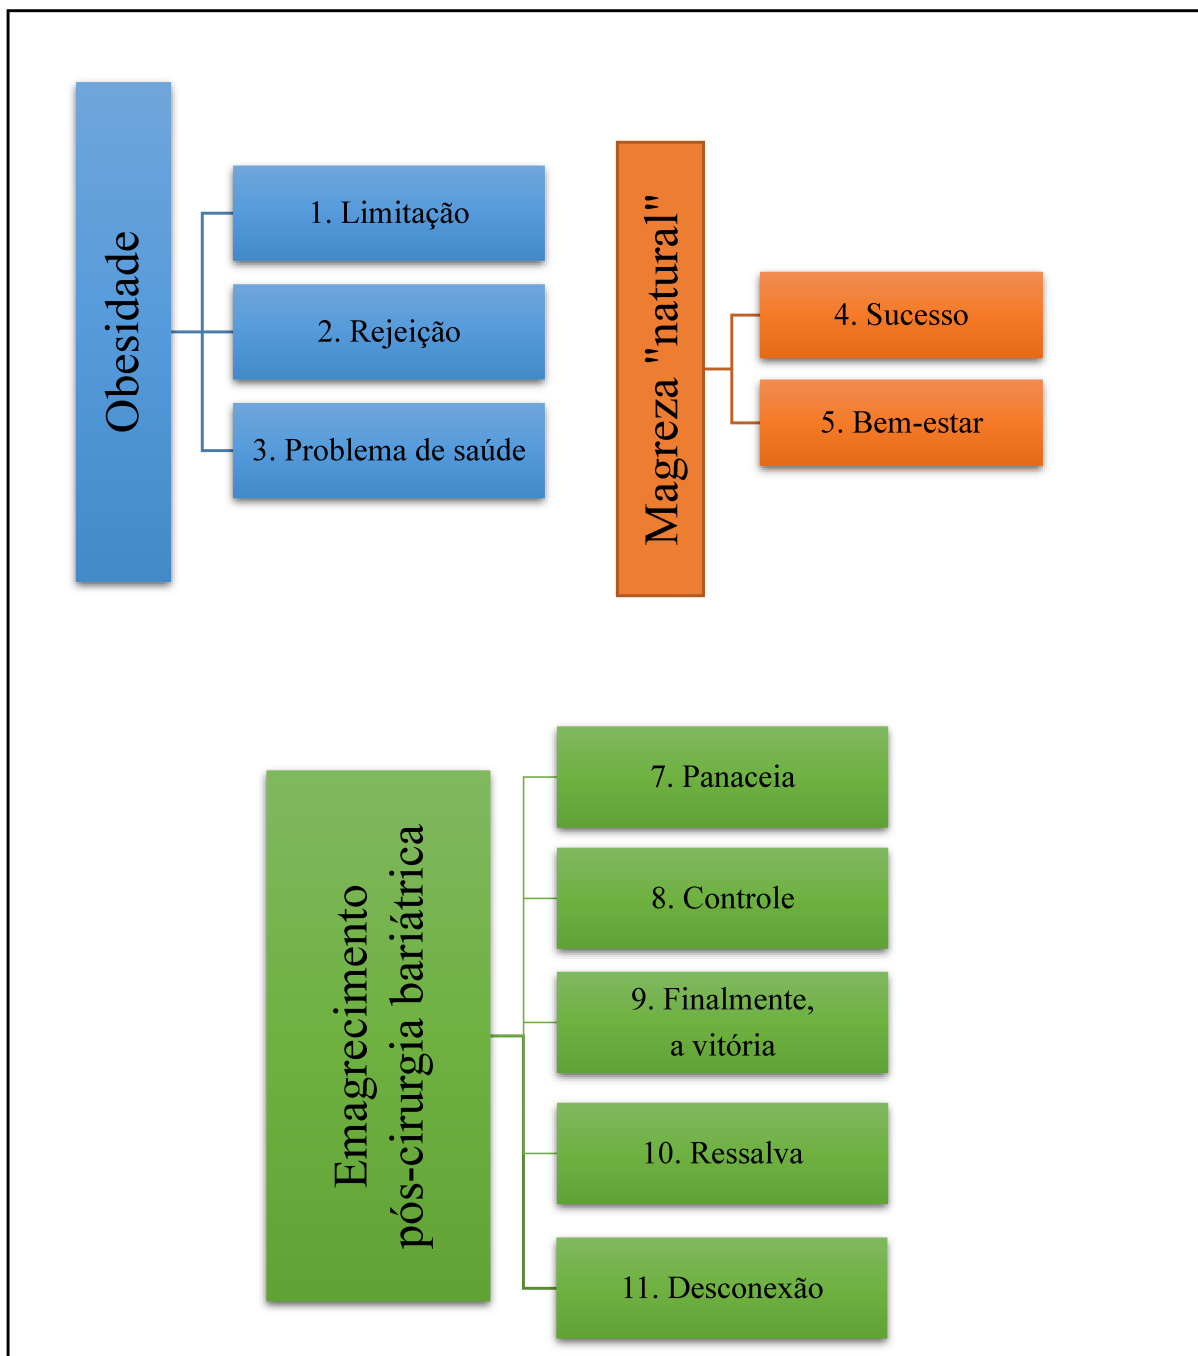 Obesidade
1. Limitação
2. Rejeição
3. Problema de saúde
Magreza "natural"
4. Sucesso
5. Bem-estar
Emagrecimento
pós-cirurgia bariátrica
7. Panaceia
8. Controle
9. Finalmente,
a vitória
10. Ressalva
11. Desconexão